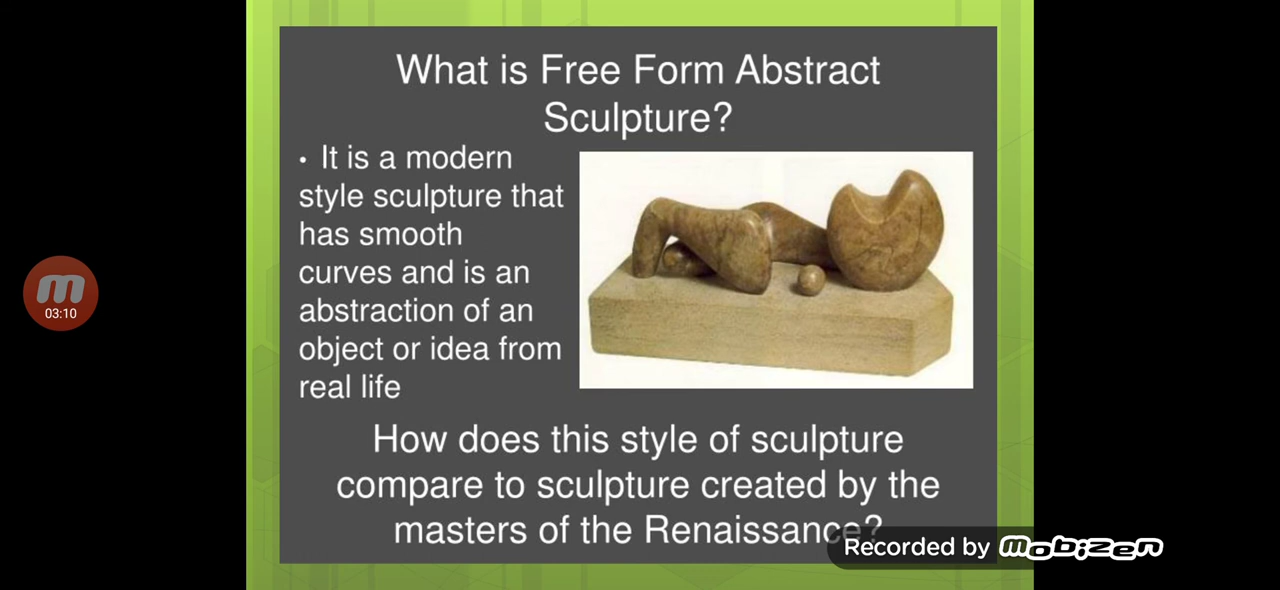 What is Free Form Abstract
Sculpture?
• It is a modern
style sculpture that
has smooth
curves and is an
abstraction of an
object or idea from
real life
03:10
How does this style of sculpture
compare to sculpture created by the
masters of the Renaissance?
Recorded by mobizen